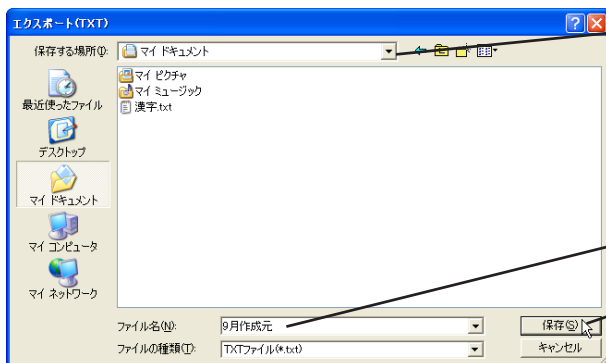 エクスポート(TXT)
保存する場所(I):
マイ ドキュメント
最近使ったファイル
デスクトップ
マイ ドキュメント
マイ コンピュータ
マイ ネットワーク
マイ ピクチャ
マイ ミュージック
漢字.txt
ファイル名(N):
9月作成元
保存(S)
ファイルの種類(T):
TXTファイル(*.txt)
キャンセル